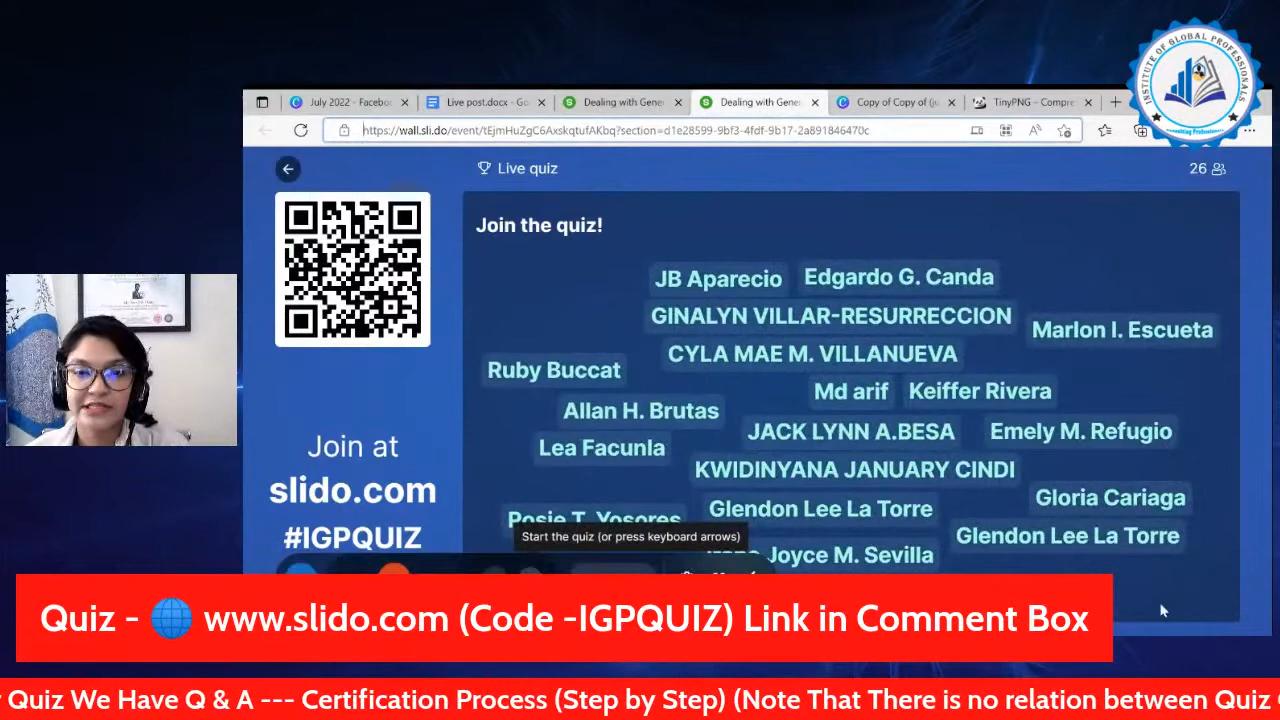 INSTITUTE OF GLOBAL PROFESSIONALS
July 2022 - Faceboo
Live post.docx - Go
Dealing with Gene
Dealing with Gene
Copy of Copy of (ju
TinyPNG – Compre
https://wall.sli.do/event/tEjmHuZgC6AxskqtufAKbq?section=d1e28599-9bf3-4fdf-9b17-2a891846470c
Live quiz
26
Join the quiz!
JB Aparecio Edgardo G. Canda
GINALYN VILLAR-RESURRECCION
Marlon I. Escueta
CYLA MAE M. VILLANUEVA
Ruby Buccat
Md arif Keiffer Rivera
Allan H. Brutas
JACK LYNN A.BESA Emely M. Refugio
Lea Facunla
KWIDINYANA JANUARY CINDI
Gloria Cariaga
Glendon Lee La Torre
T. Yosores
Glendon Lee La Torre
Start the quiz (or press keyboard arrows)
Joyce M. Sevilla
Join at
slido.com
#IGPQUIZ
Quiz - 🌐 www.slido.com (Code -IGPQUIZ) Link in Comment Box
Quiz We Have Q & A --- Certification Process (Step by Step) (Note That There is no relation between Quiz